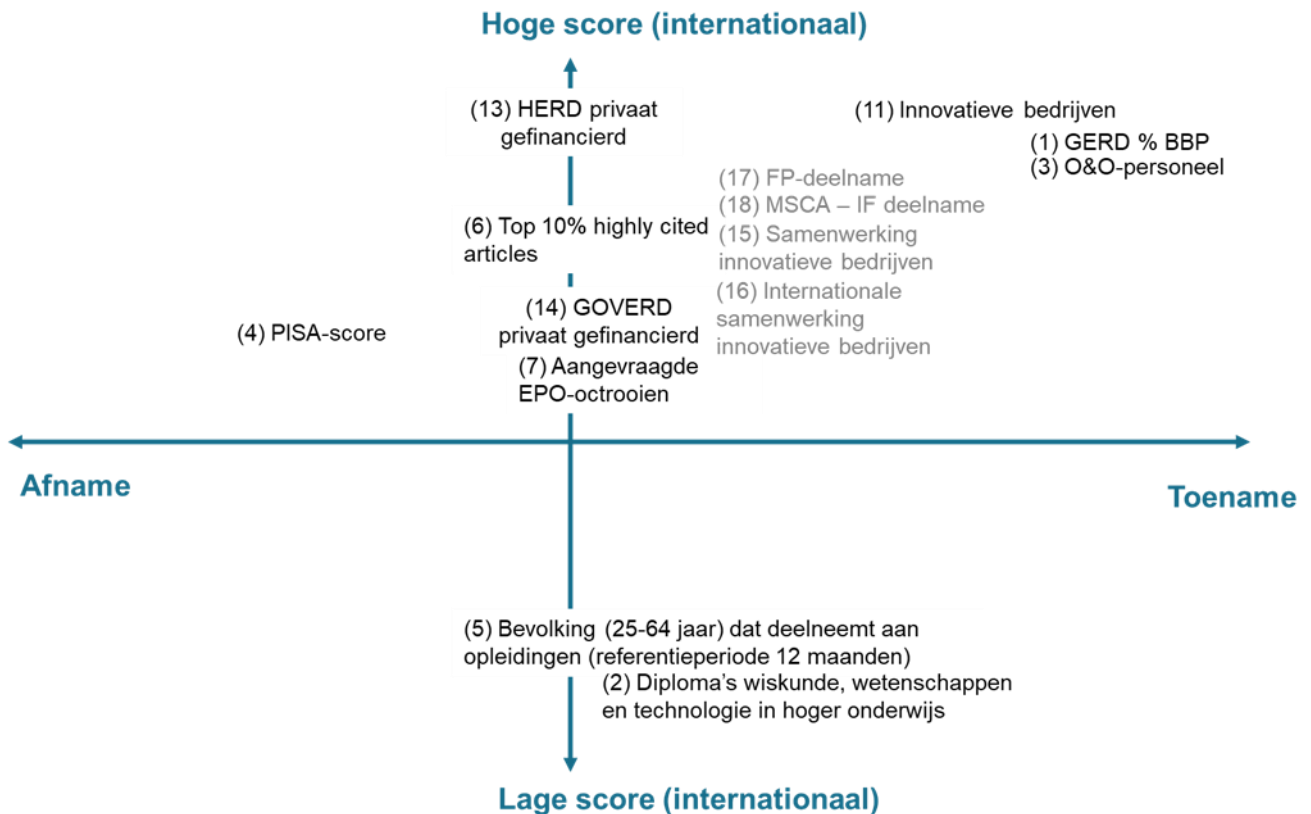 Hoge score (internationaal)
(13) HERD privaat
gefinancierd
(11) Innovatieve bedrijven
(1) GERD % BBP
(3) O&O-personeel
(17) FP-deelname
(18) MSCA – IF deelname
(6) Top 10% highly cited
articles
(15) Samenwerking
innovatieve bedrijven
(14) GOVERD
privaat gefinancierd
(16) Internationale
samenwerking
innovatieve bedrijven
(4) PISA-score
(7) Aangevraagde
EPO-octrooien
Afname
Toename
(5) Bevolking (25-64 jaar) dat deelneemt aan
opleidingen (referentieperiode 12 maanden)
(2) Diploma's wiskunde, wetenschappen
en technologie in hoger onderwijs
Lage score (internationaal)